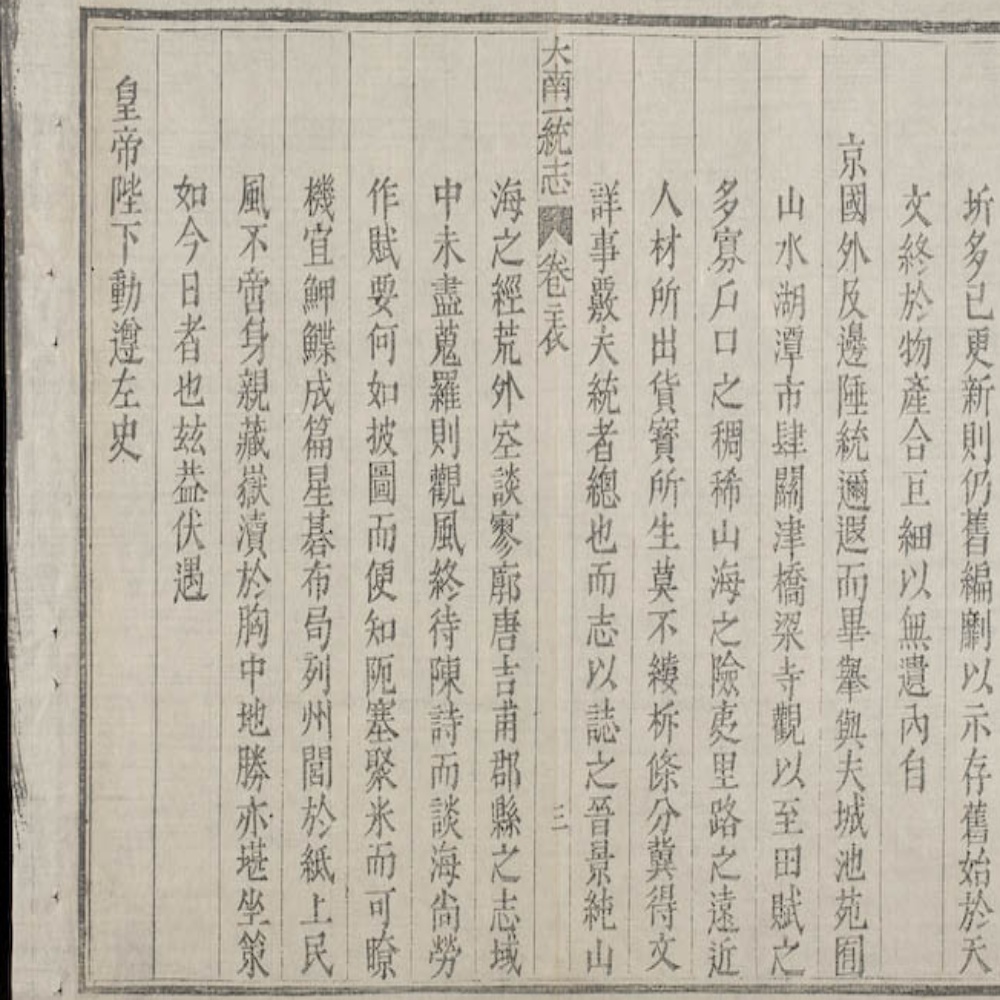 圻多已更新則仍舊編劘以示存舊始於天
文終於物產合巨細以無遺內自
京國外及邊陲統邇遐而畢舉與夫城池苑囿
山水湖潭市肆關津橋梁寺觀以至田賦之
多寡戶口之稠稀山海之險夷里路之遠近
人材所出貨寶所生莫不縷柝條分冀得文
詳事覈夫統者總也而志以誌之晉景純山
大南一統志 卷之 三
海之經荒外空談寥廓唐吉甫郡縣之志域
中未盡蒐羅則觀風終待陳詩而談海尚勞
作賦要何如披圖而便知阨塞聚米而可瞭
機宜鯽鰈成篇星碁布局列州閭於紙上民
風不啻身親藏嶽瀆於胸中地勝亦堪坐策
如今日者也玆葢伏遇
皇帝陛下動遵左史